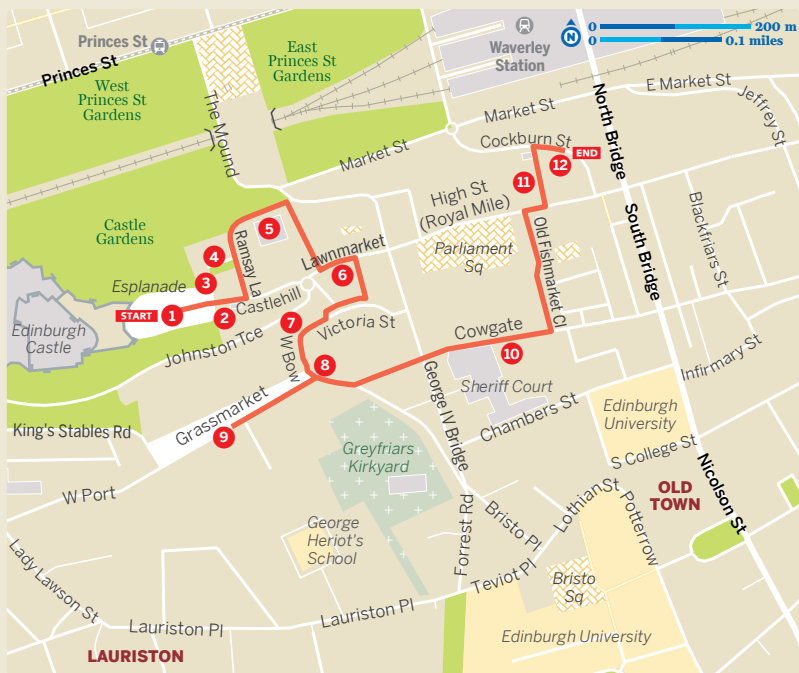 Princes St
Princes St
West
Princes St
Gardens
East
Princes St
Gardens
Waverley
Station
N
0
200 m
0
0.1 miles
The Mound
Market St
Market St
E Market St
Jeffrey St
North Bridge
Cockburn St
END
12
11
High St
(Royal Mile)
South Bridge
Blackfriars St
Castle
Gardens
5
4
Ramsay La
Lawnmarket
6
Parliament
Sq
Old Fishmarket Cl
Esplanade
3
START
1
2
Castlehill
7
Edinburgh
Castle
Johnston Tce
Victoria St
W Bow
8
Cowgate
10
Infirmary St
Sheriff Court
George IV Bridge
Chambers St
Edinburgh
University
Grassmarket
9
King's Stables Rd
Greyfriars
Kirkyard
S College St
Nicolson St
W Port
OLD
TOWN
Lothian St
Potterrow
Bristo Pl
Forrest Rd
George
Heriot's
School
Teviot Pl
Bristo
Sq
Lady Lawson St
Lauriston Pl
Lauriston Pl
Edinburgh University
LAURISTON